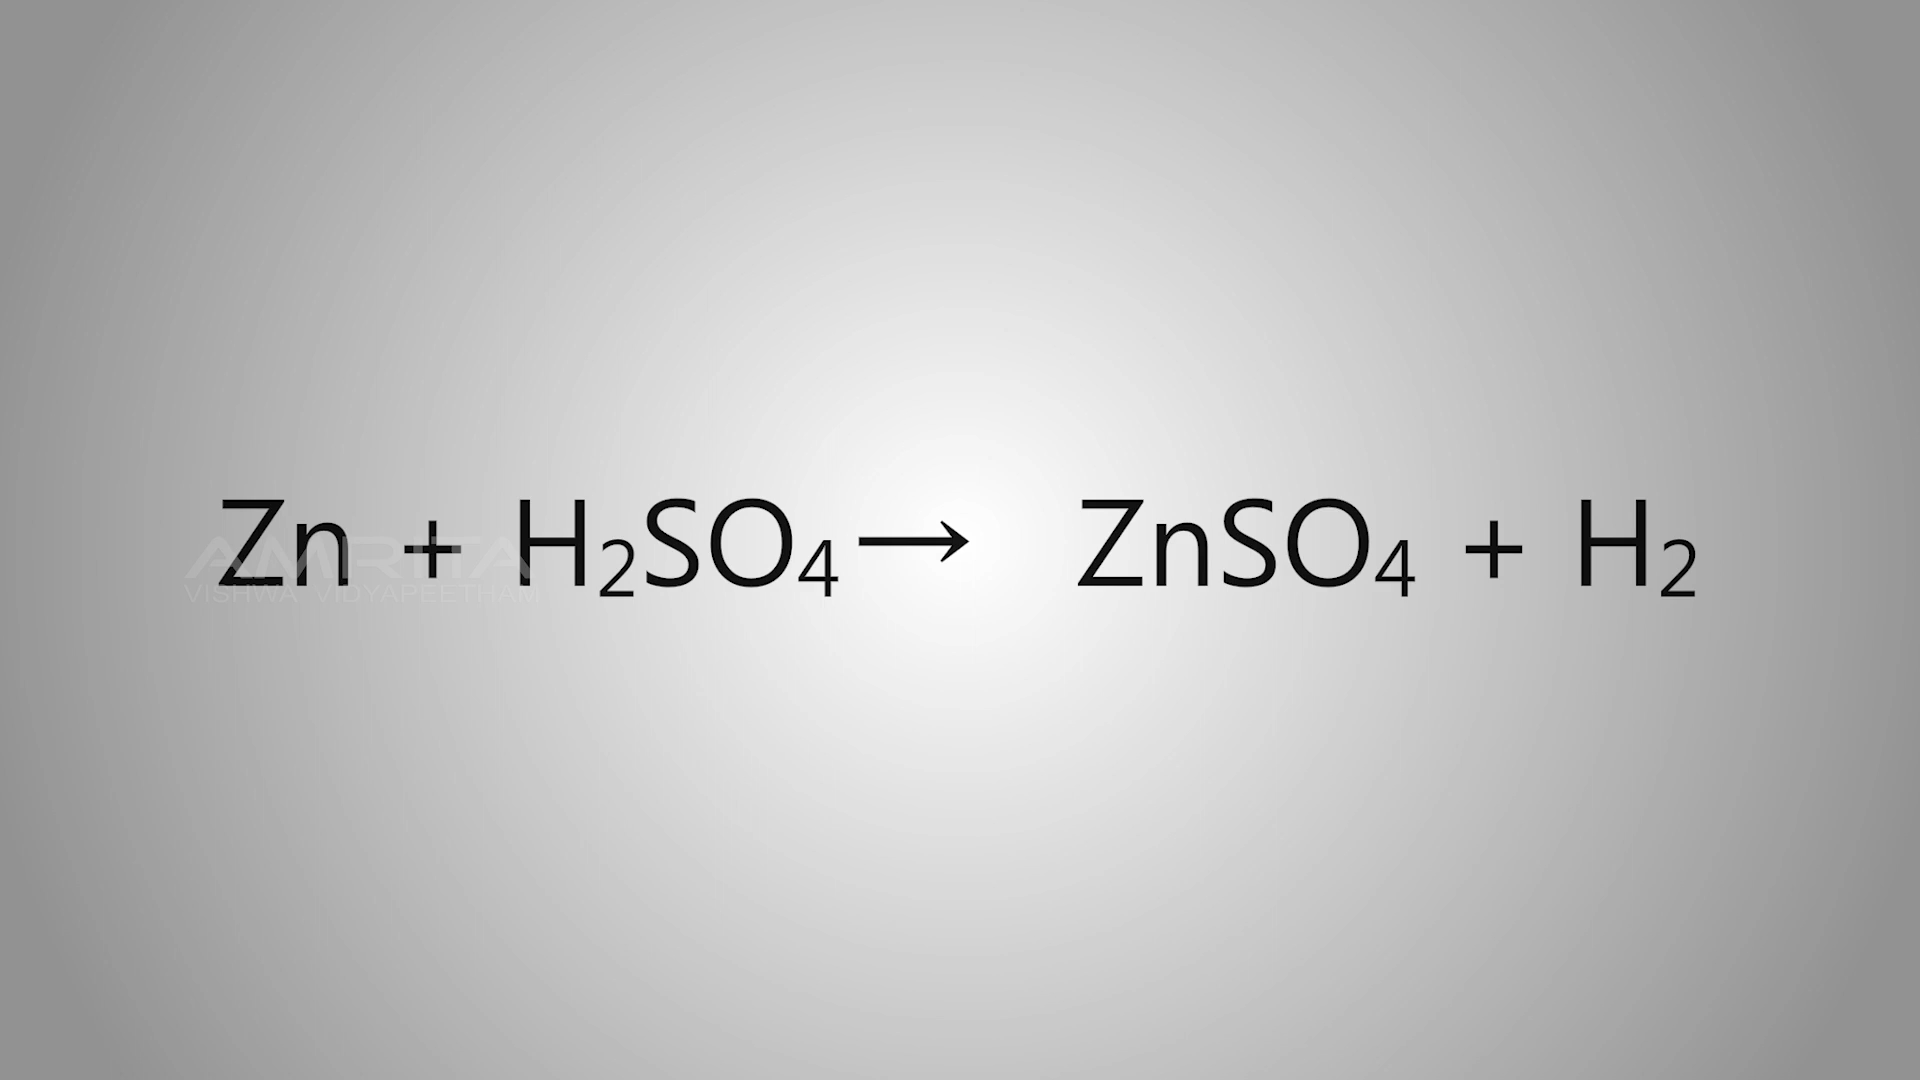 Zn + H₂SO₄ → ZnSO₄ + H₂
AMRITA
VISHWA VIDYAPEETHAM